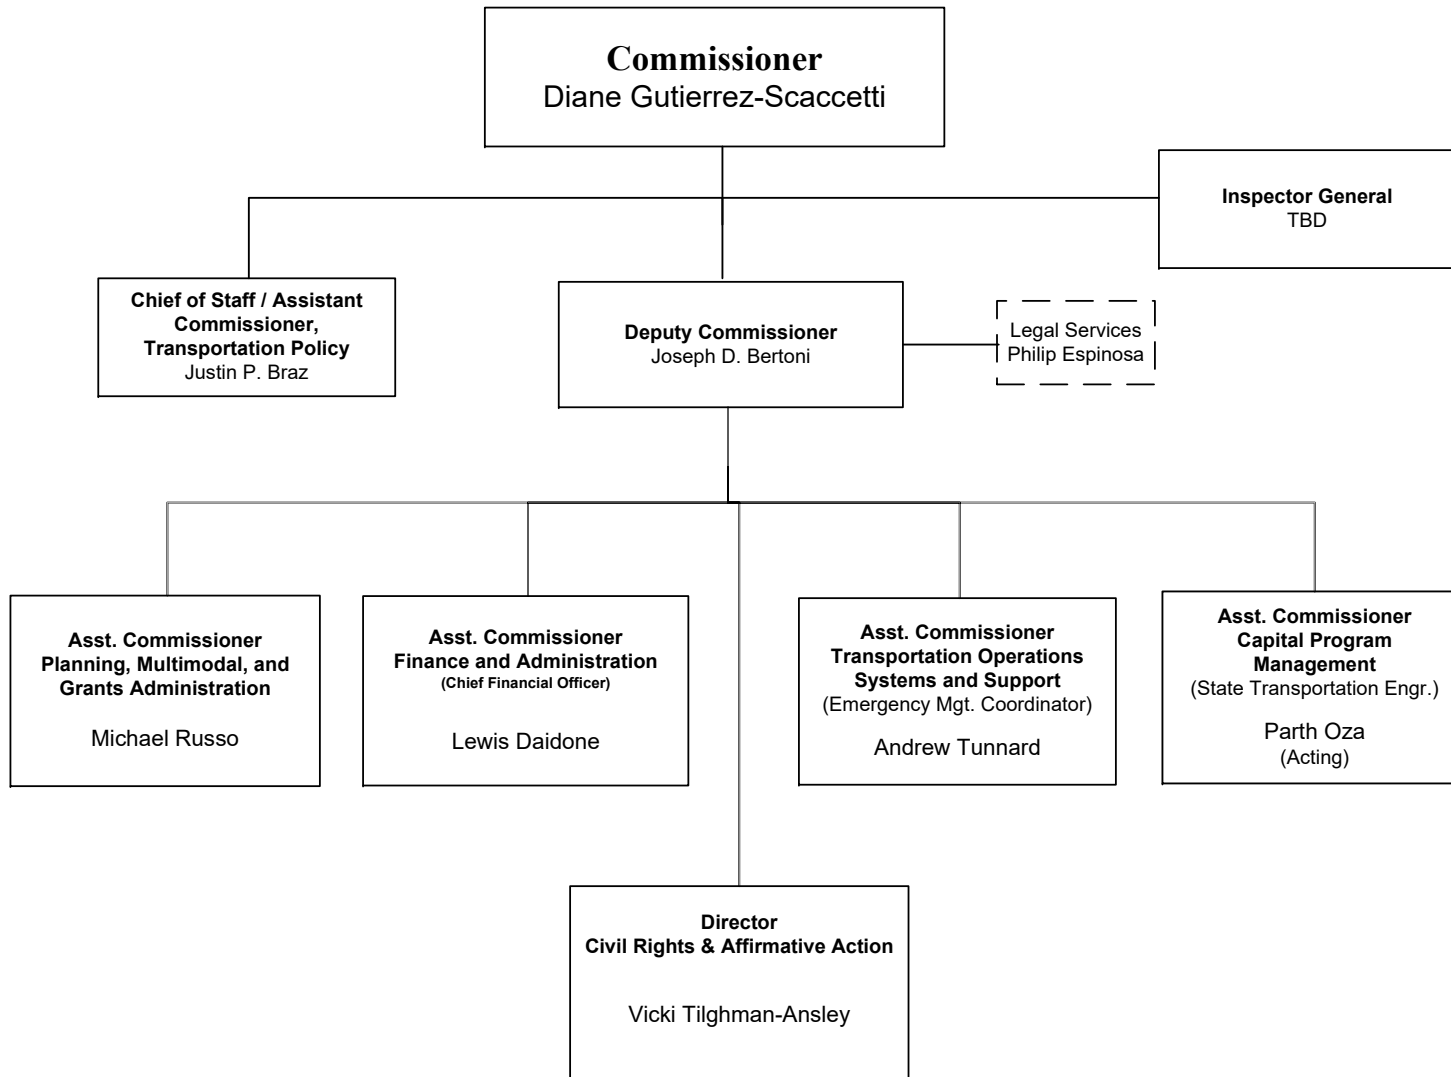 Commissioner
Diane Gutierrez-Scaccetti
Inspector General
TBD
Chief of Staff / Assistant
Commissioner,
Transportation Policy
Justin P. Braz
Deputy Commissioner
Joseph D. Bertoni
Legal Services
Philip Espinosa
Asst. Commissioner
Planning, Multimodal, and
Grants Administration
Michael Russo
Asst. Commissioner
Finance and Administration
(Chief Financial Officer)
Lewis Daidone
Asst. Commissioner
Transportation Operations
Systems and Support
(Emergency Mgt. Coordinator)
Andrew Tunnard
Asst. Commissioner
Capital Program
Management
(State Transportation Engr.)
Parth Oza
(Acting)
Director
Civil Rights & Affirmative Action
Vicki Tilghman-Ansley